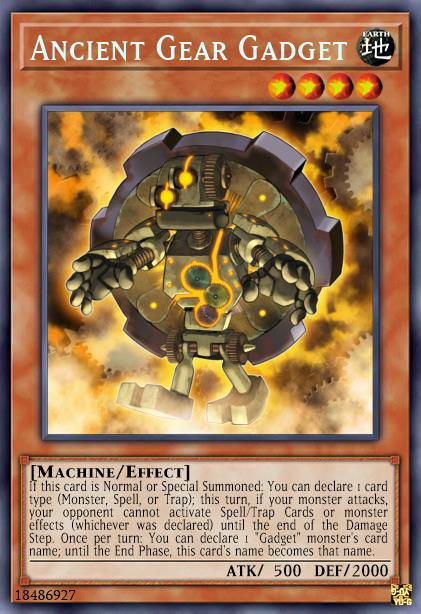 ANCIENT GEAR GADGET
EARTH
地
[MACHINE/EFFECT]
If this card is Normal or Special Summoned: You can declare 1 card
type (Monster, Spell, or Trap); this turn, if your monster attacks,
your opponent cannot activate Spell/Trap Cards or monster
effects (whichever was declared) until the end of the Damage
Step. Once per turn: You can declare 1 "Gadget" monster's card
name; until the End Phase, this card's name becomes that name.
ATK/ 500 DEF/2000
18486927